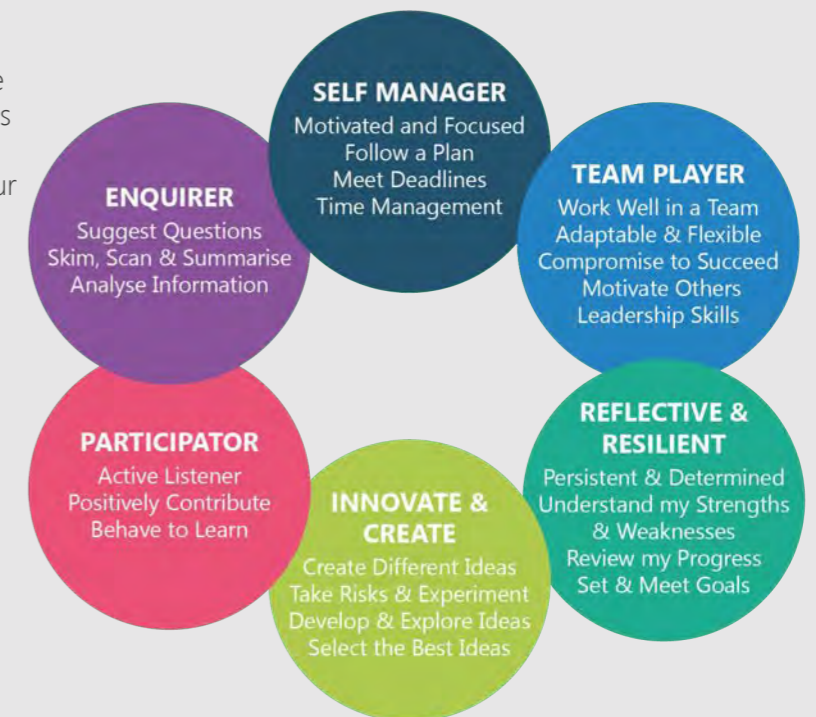 SELF MANAGER
Motivated and Focused
Follow a Plan
Meet Deadlines
Time Management
TEAM PLAYER
Work Well in a Team
Adaptable & Flexible
Compromise to Succeed
Motivate Others
Leadership Skills
REFLECTIVE &
RESILIENT
Persistent & Determined
Understand my Strengths
& Weaknesses
Review my Progress
Set & Meet Goals
INNOVATE &
CREATE
Create Different Ideas
Take Risks & Experiment
Develop & Explore Ideas
Select the Best Ideas
PARTICIPATOR
Active Listener
Positively Contribute
Behave to Learn
ENQUIRER
Suggest Questions
Skim, Scan & Summarise
Analyse Information